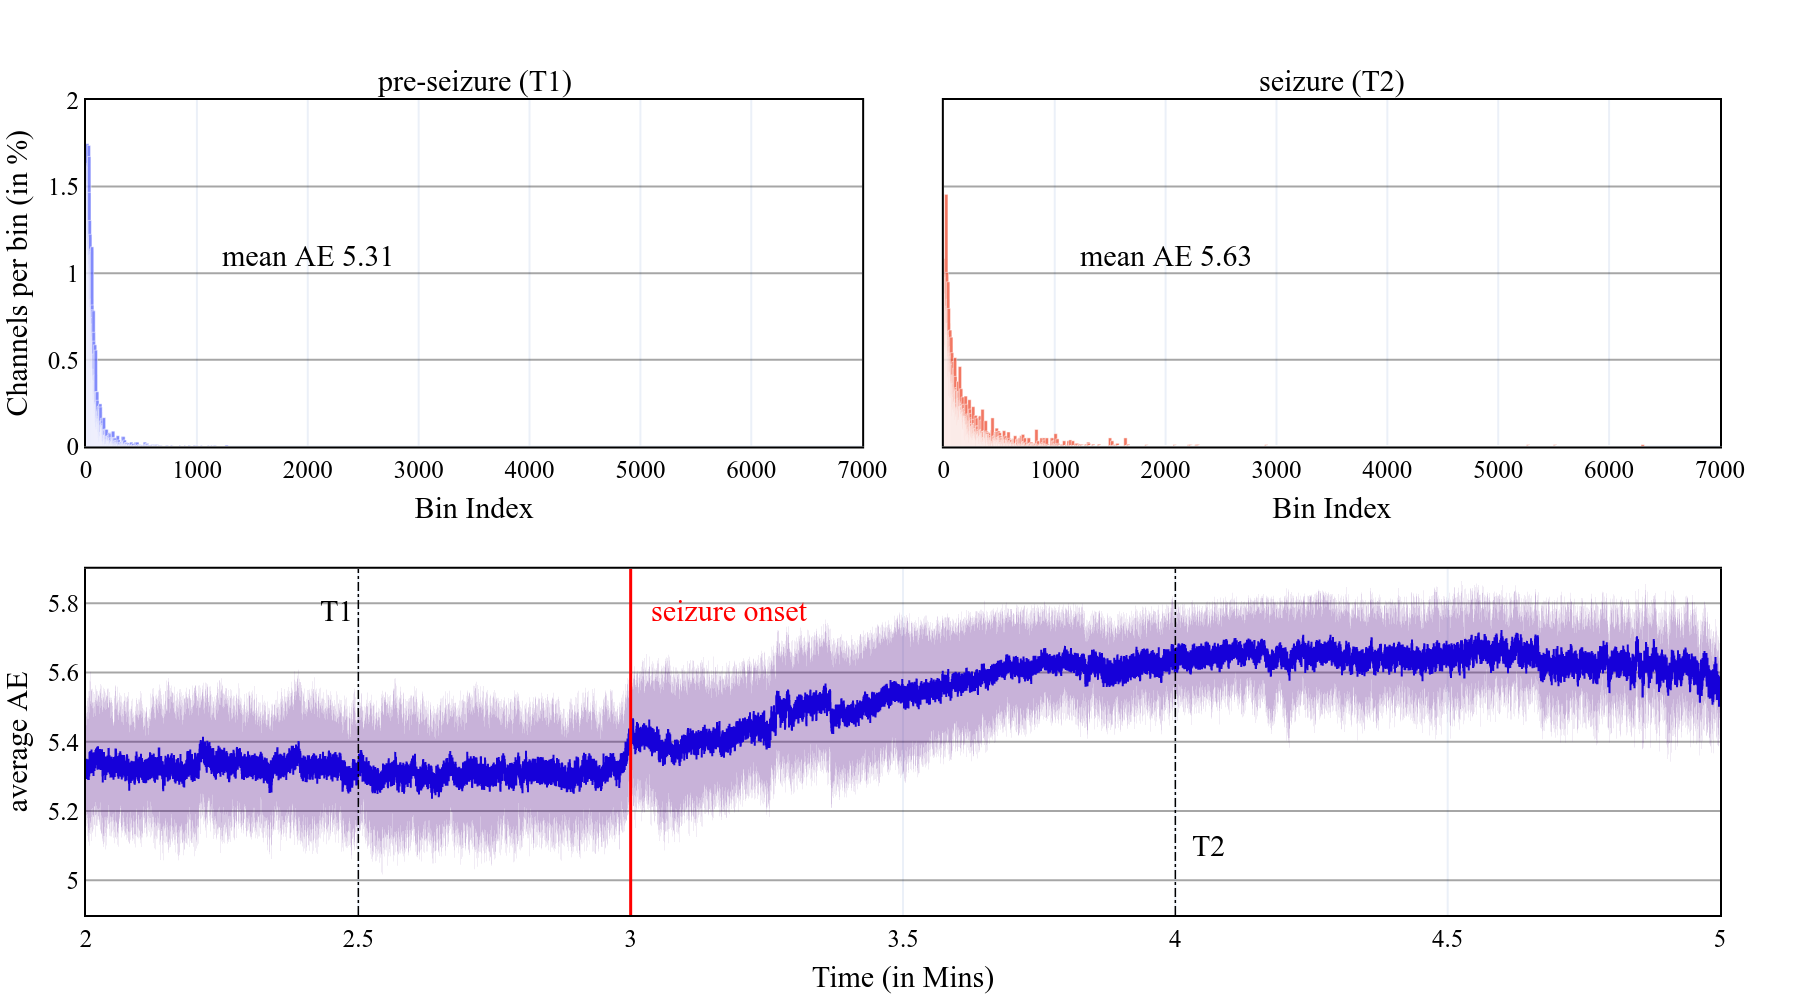 pre-seizure (T1)
seizure (T2)
Channels per bin (in %)
2
1.5
1
0.5
0
mean AE 5.31
mean AE 5.63
0 1000 2000 3000 4000 5000 6000 7000
0 1000 2000 3000 4000 5000 6000 7000
Bin Index
Bin Index
average AE
5.8
5.6
5.4
5.2
5
T1
seizure onset
T2
2 2.5 3 3.5 4 4.5 5
Time (in Mins)